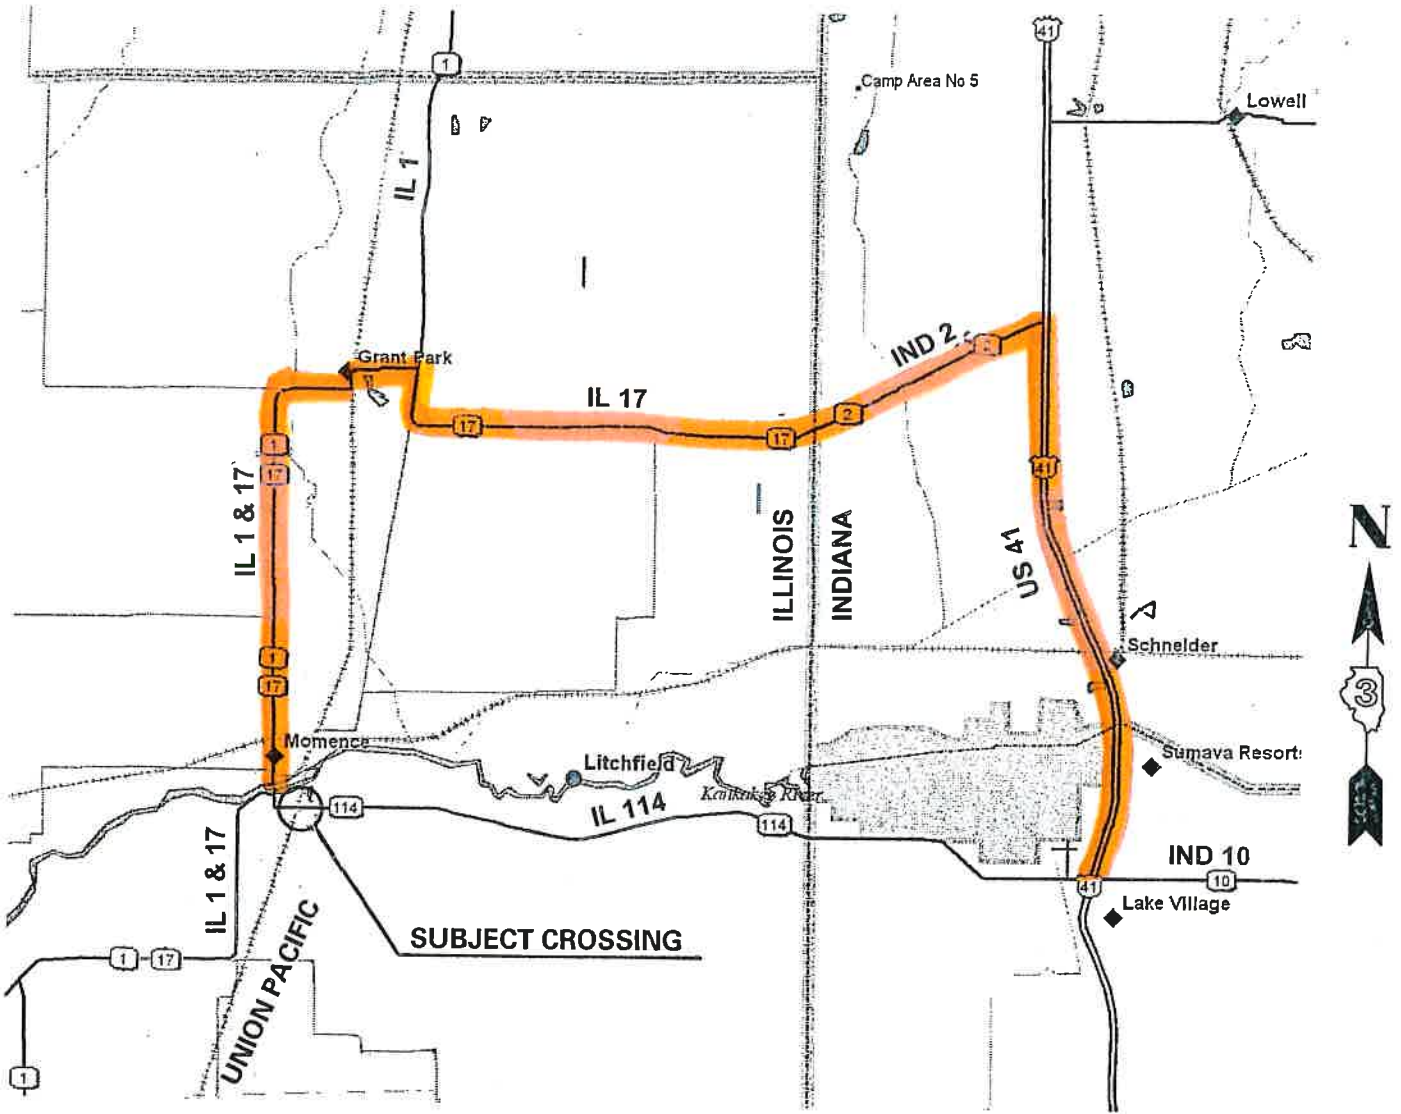 41
1
Camp Area No 5
Lowell
IL 1
Grant Park
IND 2
2
IL 17
2
1
17
17
17
41
IL 1 & 17
ILLINOIS
INDIANA
US 41
N
Schneider
3
1
17
Momence
Litchfield
Sumava Resorts
Kankakee River
114
IL 114
114
IND 10
10
41
Lake Village
IL 1 & 17
SUBJECT CROSSING
1
17
UNION PACIFIC
1